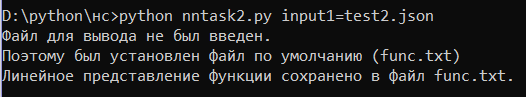 D:\python\нс>python nntask2.py input1=test2.json
Файл для вывода не был введен.
Поэтому был установлен файл по умолчанию (func.txt)
Линейное представление функции сохранено в файл func.txt.